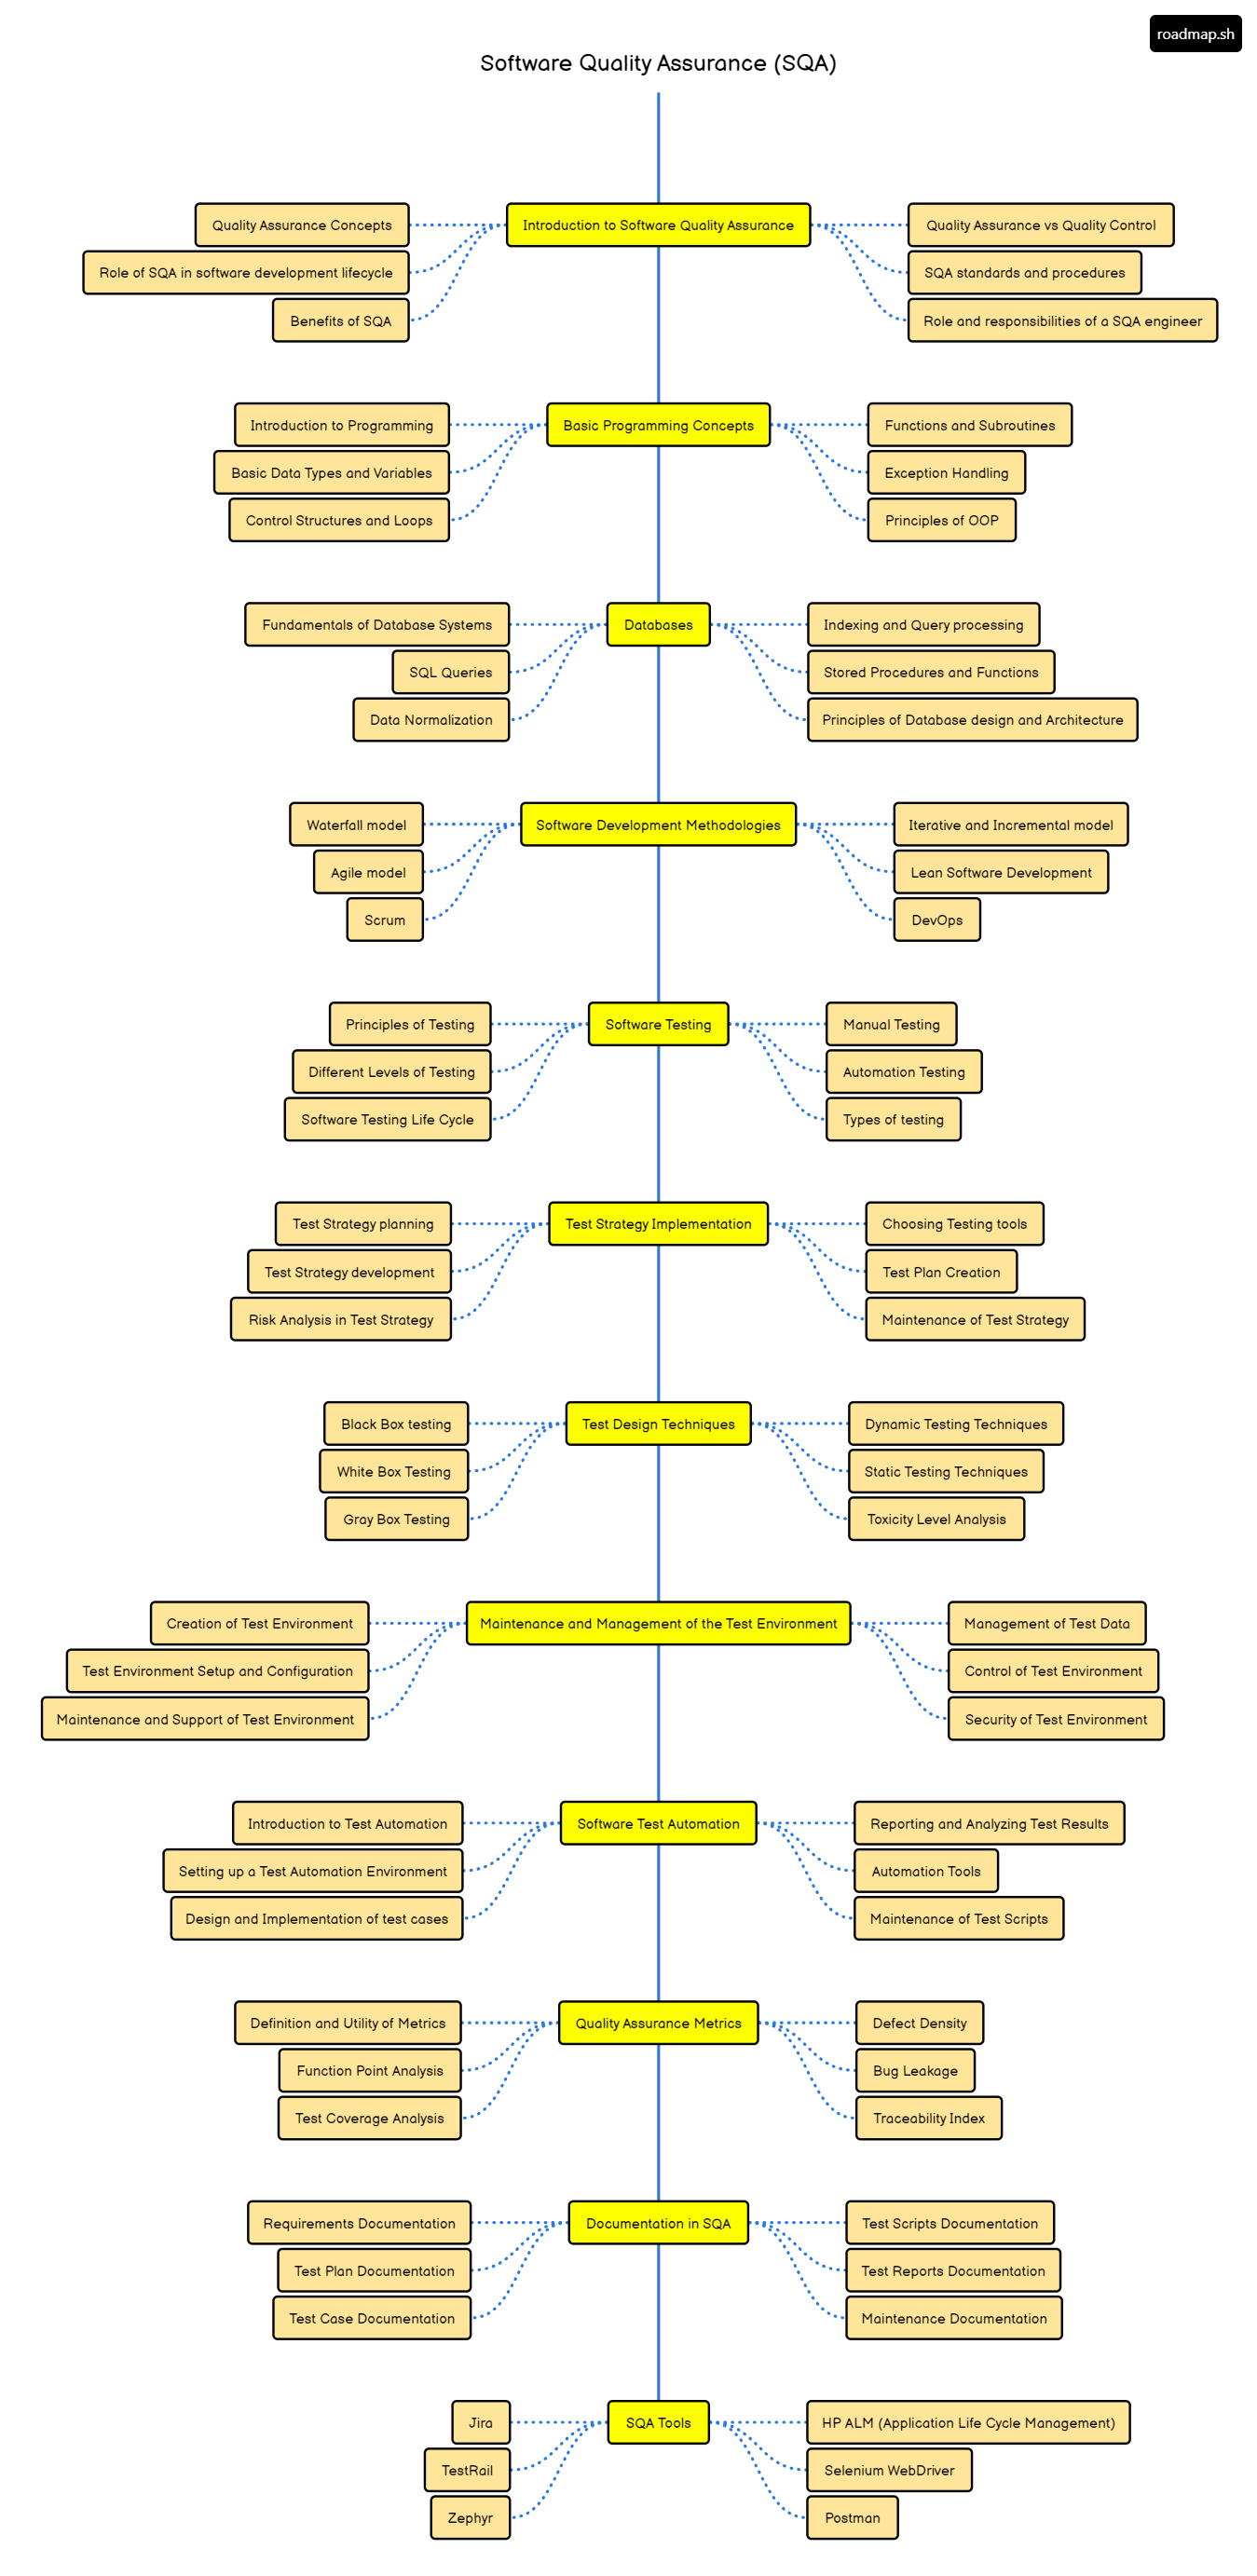 roadmap.sh
Software Quality Assurance (SQA)
Introduction to Software Quality Assurance
Quality Assurance Concepts
Role of SQA in software development lifecycle
Benefits of SQA
Quality Assurance vs Quality Control
SQA standards and procedures
Role and responsibilities of a SQA engineer
Basic Programming Concepts
Introduction to Programming
Basic Data Types and Variables
Control Structures and Loops
Functions and Subroutines
Exception Handling
Principles of OOP
Databases
Fundamentals of Database Systems
SQL Queries
Data Normalization
Indexing and Query processing
Stored Procedures and Functions
Principles of Database design and Architecture
Software Development Methodologies
Waterfall model
Agile model
Scrum
Iterative and Incremental model
Lean Software Development
DevOps
Software Testing
Principles of Testing
Different Levels of Testing
Software Testing Life Cycle
Manual Testing
Automation Testing
Types of testing
Test Strategy Implementation
Test Strategy planning
Test Strategy development
Risk Analysis in Test Strategy
Choosing Testing tools
Test Plan Creation
Maintenance of Test Strategy
Test Design Techniques
Black Box testing
White Box Testing
Gray Box Testing
Dynamic Testing Techniques
Static Testing Techniques
Toxicity Level Analysis
Maintenance and Management of the Test Environment
Creation of Test Environment
Test Environment Setup and Configuration
Maintenance and Support of Test Environment
Management of Test Data
Control of Test Environment
Security of Test Environment
Software Test Automation
Introduction to Test Automation
Setting up a Test Automation Environment
Design and Implementation of test cases
Reporting and Analyzing Test Results
Automation Tools
Maintenance of Test Scripts
Quality Assurance Metrics
Definition and Utility of Metrics
Function Point Analysis
Test Coverage Analysis
Defect Density
Bug Leakage
Traceability Index
Documentation in SQA
Requirements Documentation
Test Plan Documentation
Test Case Documentation
Test Scripts Documentation
Test Reports Documentation
Maintenance Documentation
SQA Tools
Jira
TestRail
Zephyr
HP ALM (Application Life Cycle Management)
Selenium WebDriver
Postman